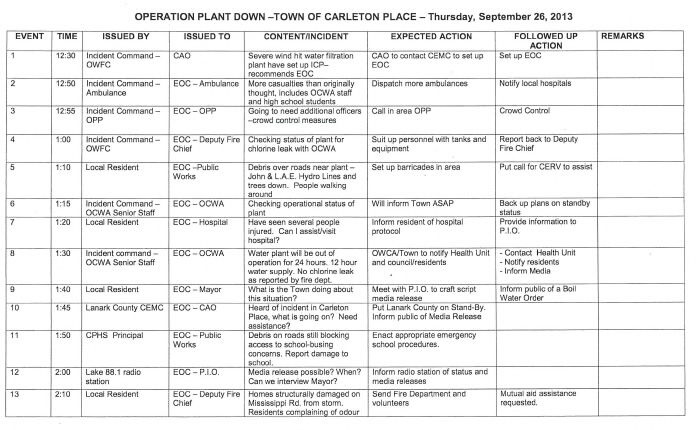 OPERATION PLANT DOWN –TOWN OF CARLETON PLACE – Thursday, September 26, 2013
EVENT TIME ISSUED BY ISSUED TO CONTENT/INCIDENT EXPECTED ACTION FOLLOWED UP ACTION REMARKS
1 12:30 Incident Command – OWFC CAO Severe wind hit water filtration plant have set up ICP– recommends EOC CAO to contact CEMC to set up EOC Set up EOC
2 12:50 Incident Command – Ambulance EOC – Ambulance More casualties than originally thought, includes OCWA staff and high school students Dispatch more ambulances Notify local hospitals
3 12:55 Incident Command – OPP EOC – OPP Going to need additional officers –crowd control measures Call in area OPP Crowd Control
4 1:00 Incident Command – OWFC EOC – Deputy Fire Chief Checking status of plant for chlorine leak with OCWA Suit up personnel with tanks and equipment Report back to Deputy Fire Chief
5 1:10 Local Resident EOC –Public Works Debris over roads near plant – John & L.A.E. Hydro Lines and trees down. People walking around Set up barricades in area Put call for CERV to assist
6 1:15 Incident Command – OCWA Senior Staff EOC – OCWA Checking operational status of plant Will inform Town ASAP Back up plans on standby status
7 1:20 Local Resident EOC – Hospital Have seen several people injured. Can I assist/visit hospital? Inform resident of hospital protocol Provide information to P.I.O.
8 1:30 Incident command – OCWA Senior Staff EOC – OCWA Water plant will be out of operation for 24 hours. 12 hour water supply. No chlorine leak as reported by fire dept. OWCA/Town to notify Health Unit and council/residents - Contact Health Unit - Notify residents - Inform Media
9 1:40 Local Resident EOC – Mayor What is the Town doing about this situation? Meet with P.I.O. to craft script media release Inform public of a Boil Water Order
10 1:45 Lanark County CEMC EOC – CAO Heard of incident in Carleton Place, what is going on? Need assistance? Put Lanark County on Stand-By. Inform public of Media Release
11 1:50 CPHS Principal EOC – Public Works Debris on roads still blocking access to school-busing concerns. Report damage to school. Enact appropriate emergency school procedures.
12 2:00 Lake 88.1 radio station EOC – P.I.O. Media release possible? When? Can we interview Mayor? Inform radio station of status and media releases
13 2:10 Local Resident EOC – Deputy Fire Chief Homes structurally damaged on Mississippi Rd. from storm. Residents complaining of odour Send Fire Department and volunteers Mutual aid assistance requested.